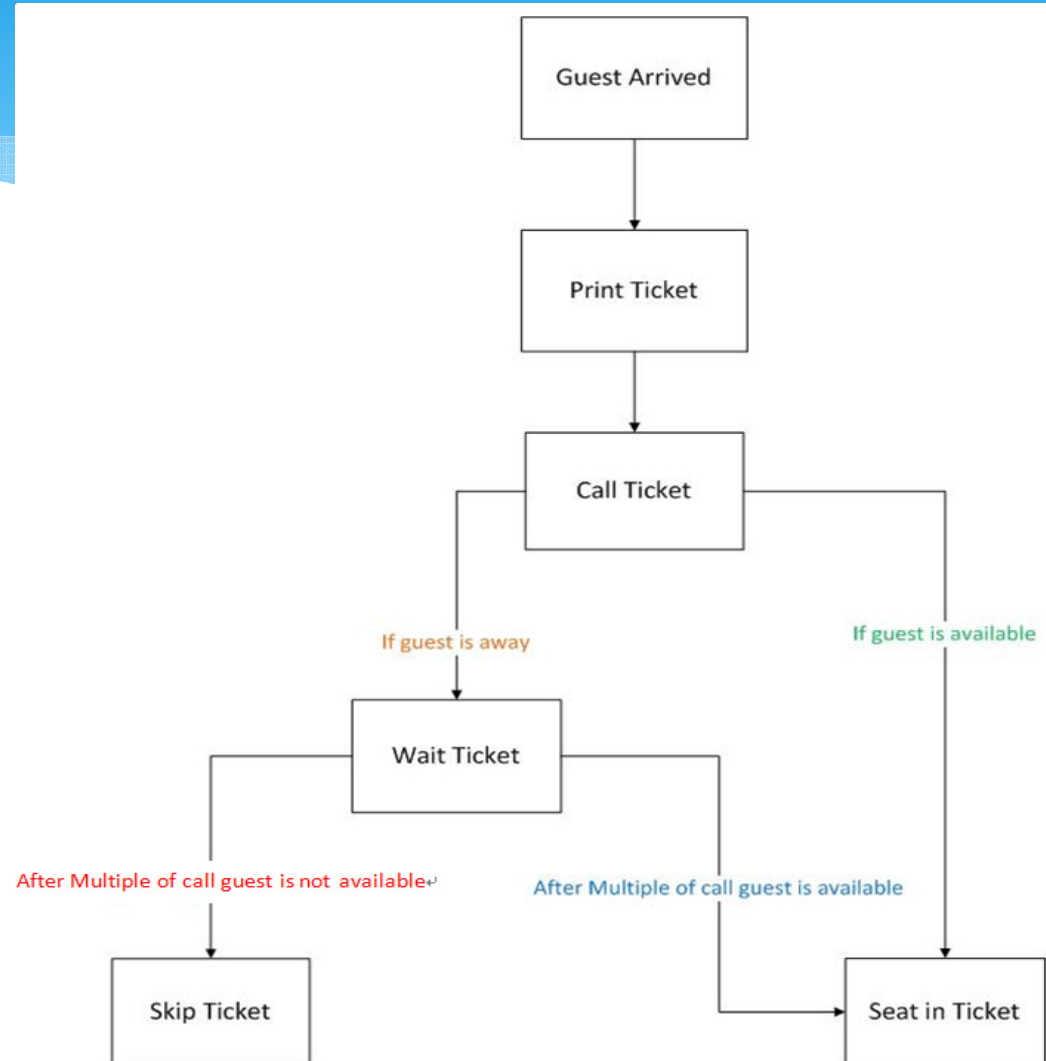 Guest Arrived
Print Ticket
Call Ticket
If guest is away
If guest is available
Wait Ticket
After Multiple of call guest is not available↵
After Multiple of call guest is available
Skip Ticket
Seat in Ticket